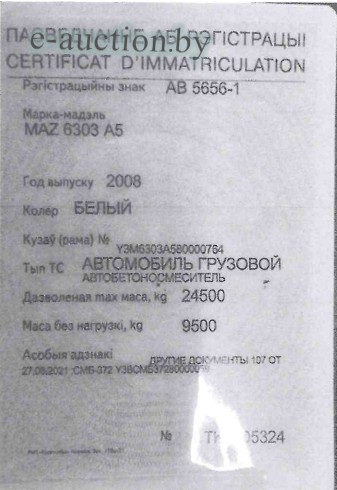 e-auction.by
ПАСВЕДЧАННЕ АБ РЭГІСТРАЦЫІ
CERTIFICAT D'IMMATRICULATION
Рэгістрацыйны знак АВ 5656-1
Марка-мадэль
MAZ 6303 A5
Год выпуску 2008
Колер БЕЛЫЙ
Кузаў (рама) №
Y3M6303A580000764
Тып ТС АВТОМОБИЛЬ ГРУЗОВОЙ
АВТОБЕТОНОСМЕСИТЕЛЬ
Дазволеная max маса, kg 24500
Маса без нагрузкі, kg 9500
Асобыя адзнакі ДРУГИЕ ДОКУМЕНТЫ 107 ОТ
27.08.2021 ;СМБ-372
№ 05324